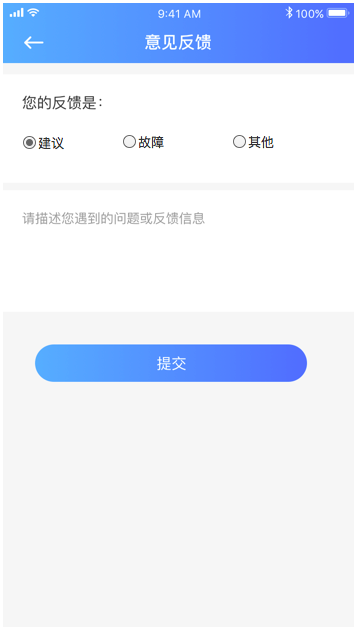 9:41 AM 100%
意见反馈
您的反馈是：
建议 故障 其他
请描述您遇到的问题或反馈信息
提交